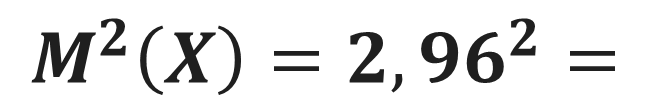 M²(X) = 2,96² =